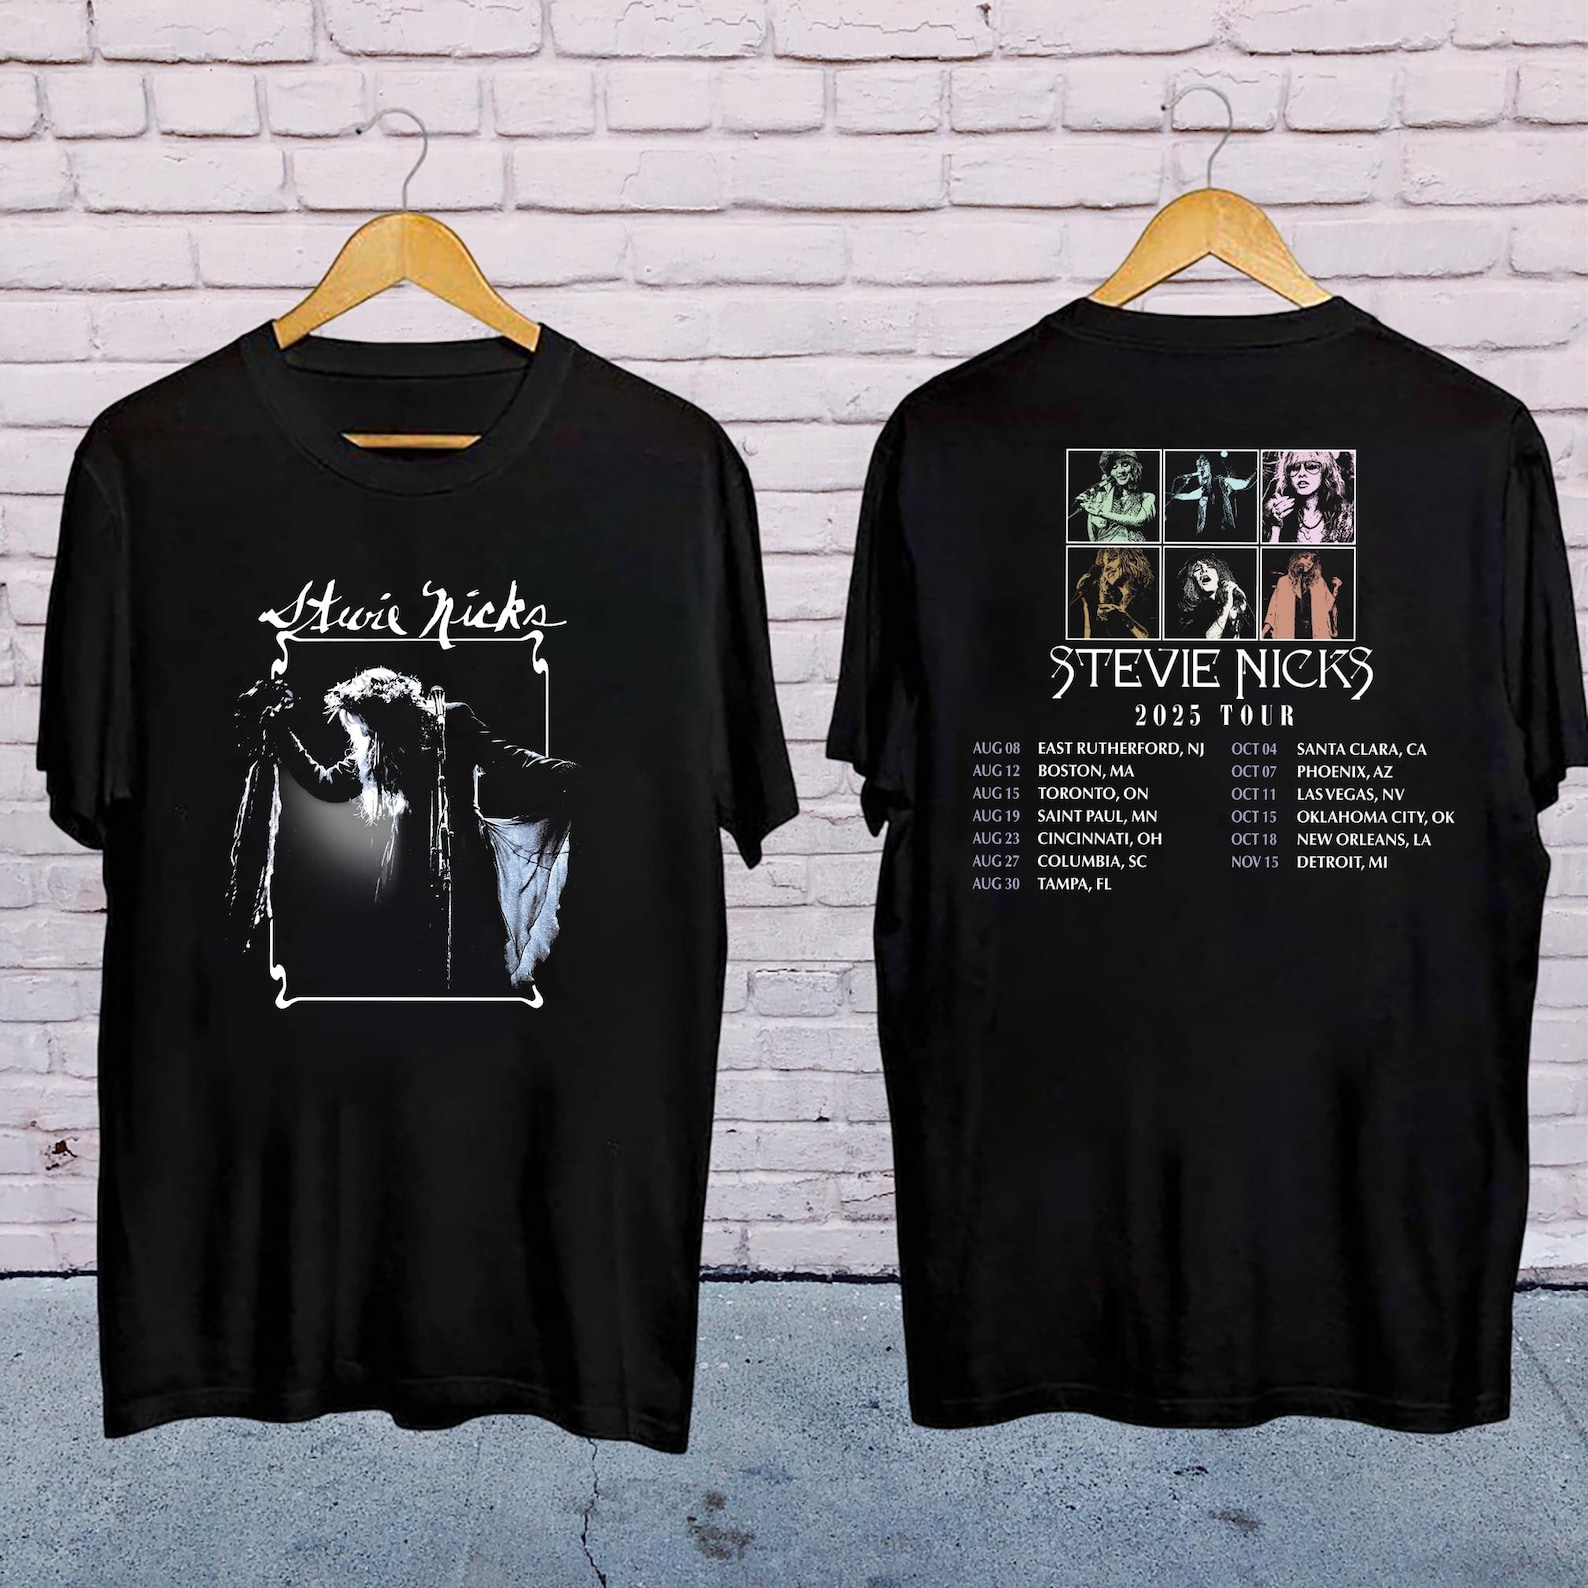 Stevie Nicks
STEVIE NICKS
2025 TOUR
AUG 08 EAST RUTHERFORD, NJ
AUG 12 BOSTON, MA
AUG 15 TORONTO, ON
AUG 19 SAINT PAUL, MN
AUG 23 CINCINNATI, OH
AUG 27 COLUMBIA, SC
AUG 30 TAMPA, FL
OCT 04 SANTA CLARA, CA
OCT 07 PHOENIX, AZ
OCT 11 LAS VEGAS, NV
OCT 15 OKLAHOMA CITY, OK
OCT 18 NEW ORLEANS, LA
NOV 15 DETROIT, MI